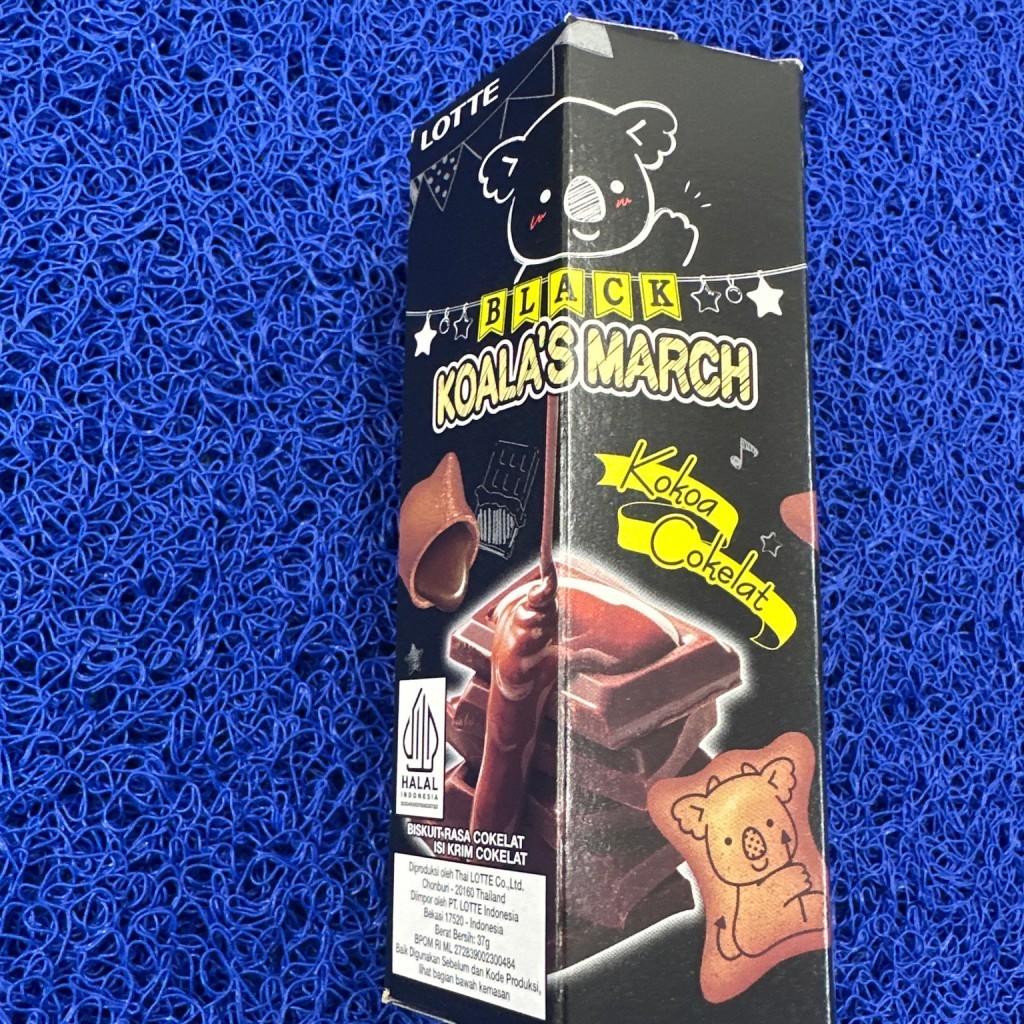 LOTTE
BLACK
KOALA'S MARCH
Kokoa
Cokelat
HALAL
INDONESIA
BISKUIT RASA COKELAT
ISI KRIM COKELAT
Diproduksi oleh Thai LOTTE Co.,Ltd.
Chonburi - 20160 Thailand
Diimpor oleh PT. LOTTE Indonesia
Bekasi 17520 - Indonesia
Berat Bersih: 37g
BPOM RI ML 272839002300484
Baik Digunakan Sebelum dan Kode Produksi,
lihat bagian bawah kemasan